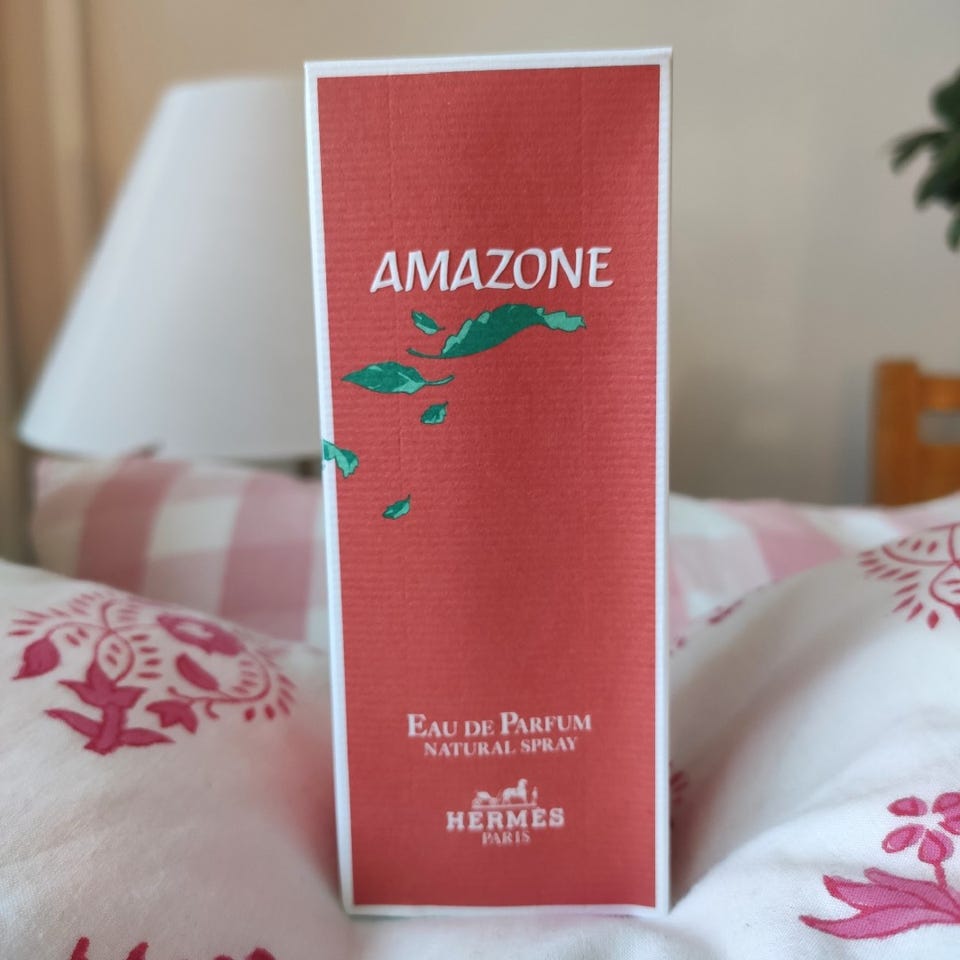 AMAZONE
EAU DE PARFUM
NATURAL SPRAY
HERMÈS
PARIS